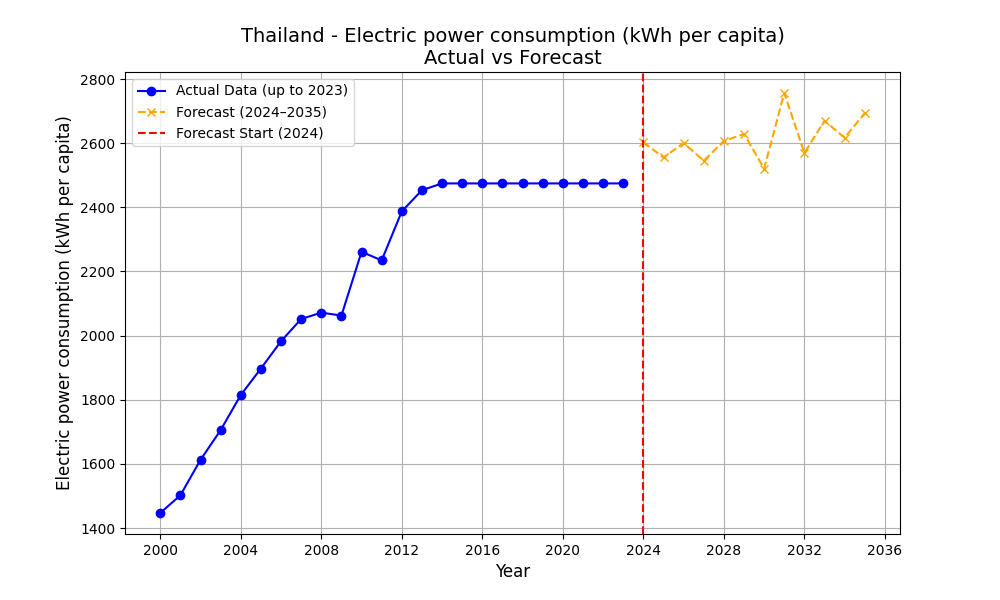 Thailand - Electric power consumption (kWh per capita)
Actual vs Forecast
Actual Data (up to 2023)
Forecast (2024–2035)
Forecast Start (2024)
Electric power consumption (kWh per capita)
2800
2600
2400
2200
2000
1800
1600
1400
2000 2004 2008 2012 2016 2020 2024 2028 2032 2036
Year